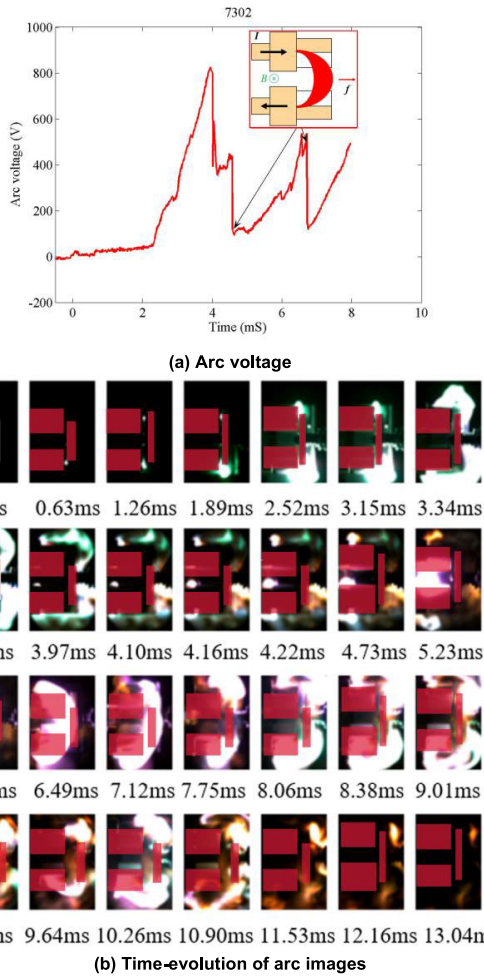 7302
1000
800
600
400
200
0
-200
Arc voltage (V)
I
B
f
0 2 4 6 8 10
Time (mS)
(a) Arc voltage
s 0.63ms 1.26ms 1.89ms 2.52ms 3.15ms 3.34ms
ms 3.97ms 4.10ms 4.16ms 4.22ms 4.73ms 5.23ms
ms 6.49ms 7.12ms 7.75ms 8.06ms 8.38ms 9.01ms
ns 9.64ms 10.26ms 10.90ms 11.53ms 12.16ms 13.04m
(b) Time-evolution of arc images